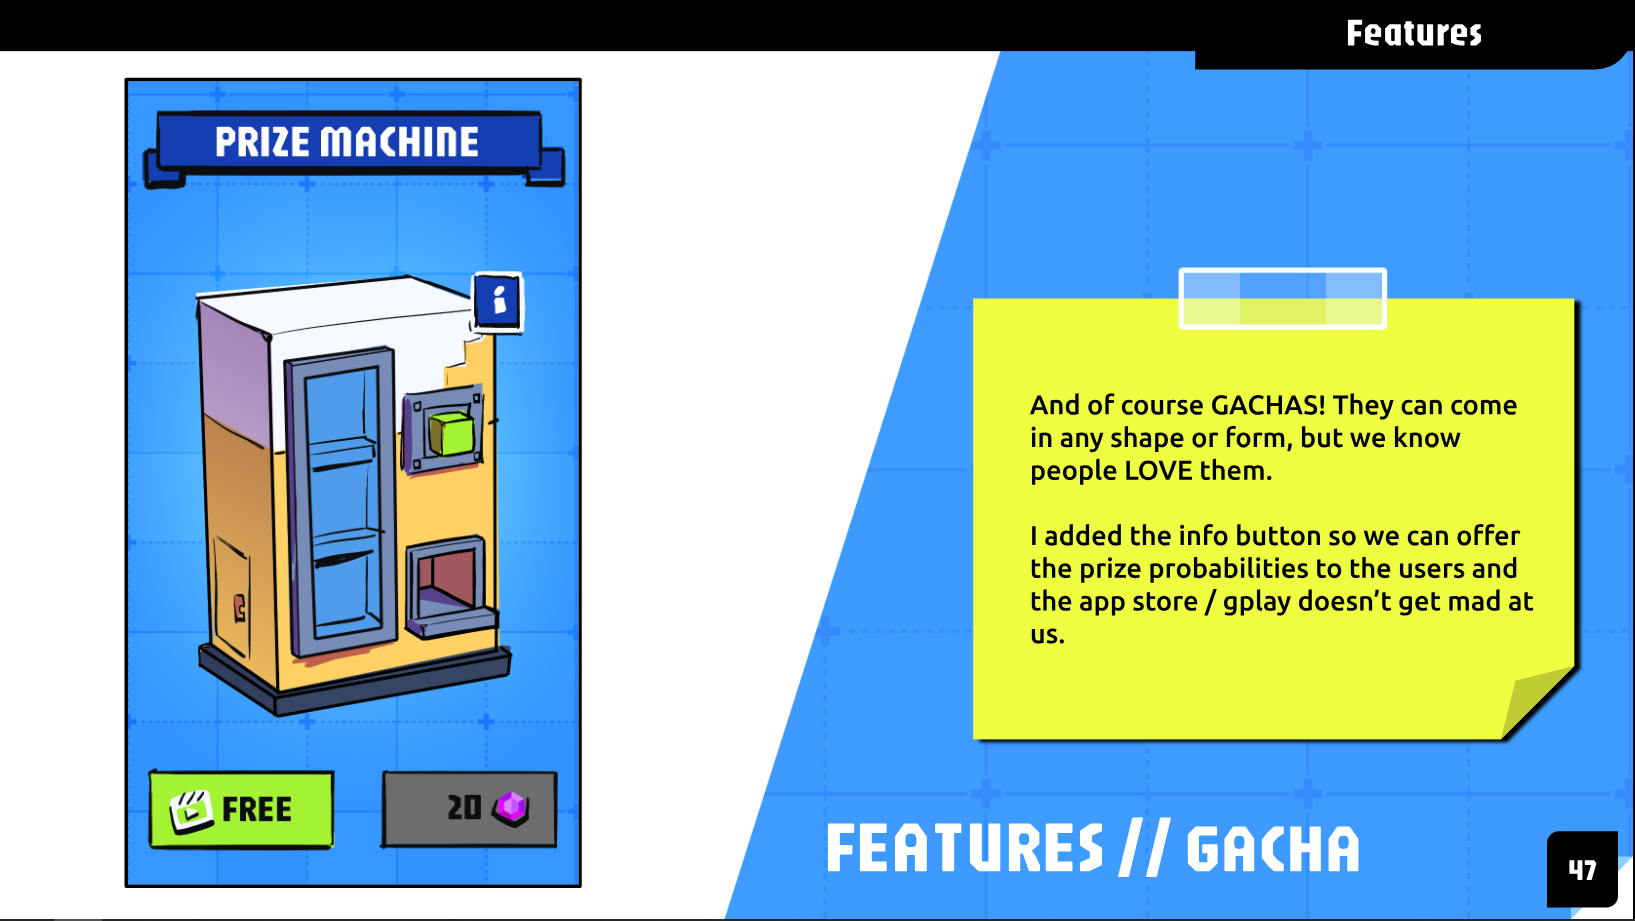 Features
PRIZE MACHINE
i
FREE
20
And of course GACHAS! They can come
in any shape or form, but we know
people LOVE them.
I added the info button so we can offer
the prize probabilities to the users and
the app store / gplay doesn’t get mad at
us.
FEATURES // GACHA
47